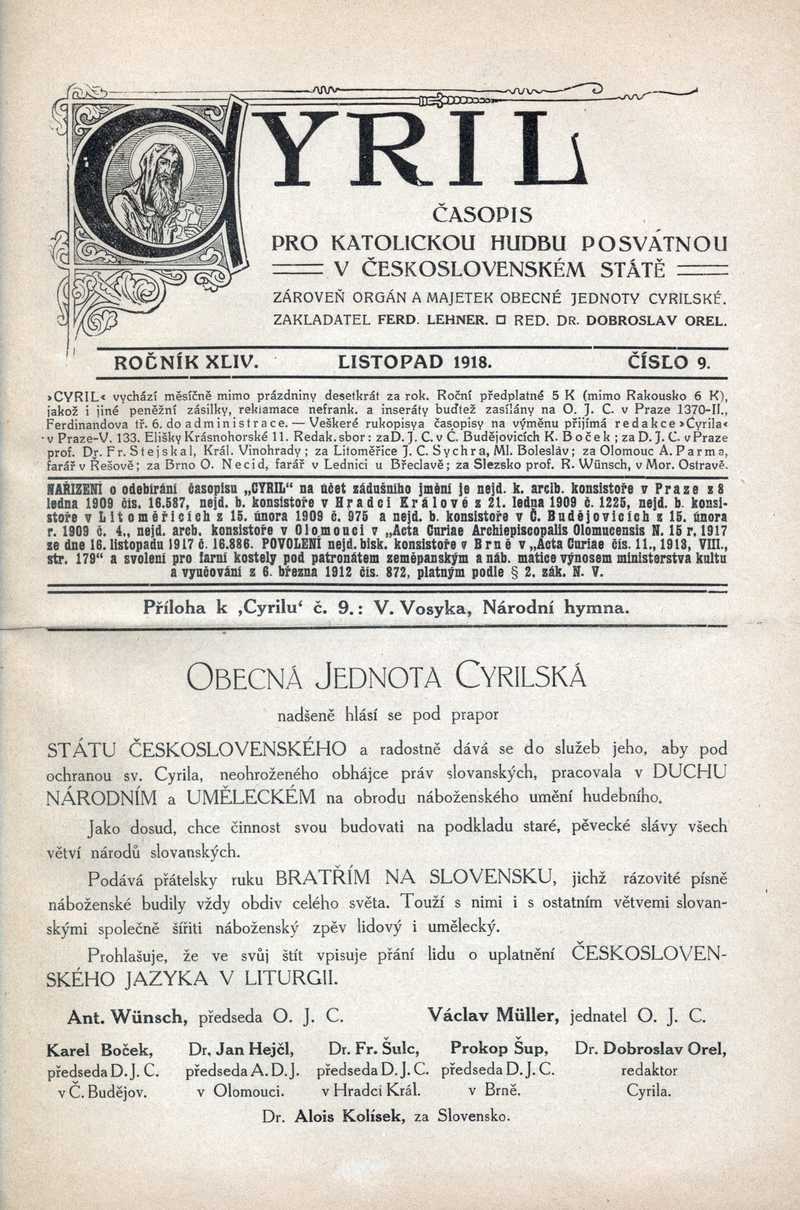 CYRIL
ČASOPIS
PRO KATOLICKOU HUDBU POSVÁTNOU
V ČESKOSLOVENSKÉM STÁTĚ
ZÁROVEŇ ORGÁN A MAJETEK OBECNÉ JEDNOTY CYRILSKÉ.
ZAKLADATEL FERD. LEHNER. □ RED. DR. DOBROSLAV OREL.
ROČNÍK XLIV. LISTOPAD 1918. ČÍSLO 9.
»CYRIL« vychází měsíčně mimo prázdniny desetkrát za rok. Roční předplatné 5 K (mimo Rakousko 6 K),
jakož i jiné peněžní zásilky, reklamace nefrank. a inseráty buďtež zasílány na O. J. C. v Praze 1370-II.,
Ferdinandova tř. 6. do administrace. — Veškeré rukopisy a časopisy na výměnu přijímá redakce »Cyrila«
v Praze-V. 133. Elišky Krásnohorské 11. Redak. sbor: za D. J. C. v Č. Budějovicích K. Boček; za D. J. C. v Praze
prof. Dr. Fr. Stejskal, Král. Vinohrady; za Litoměřice J. C. Sychra, Ml. Boleslav; za Olomouc A. Parma,
farář v Řešově; za Brno O. Necid, farář v Lednici u Břeclavě; za Slezsko prof. R. Wünsch, v Mor. Ostravě.
NAŘÍZENÍ o odebírání časopisu „CYRIL“ na účet zádušního jmění je nejd. k. arcib. konsistoře v Praze z 8
ledna 1909 čís. 16.587, nejd. b. konsistoře v Hradci Králové z 21. ledna 1909 č. 1225, nejd. b. konsi-
stoře v Litoměřicích z 15. února 1909 č. 975 a nejd. b. konsistoře v Č. Budějovicích z 15. února
r. 1909 č. 4., nejd. arcb. konsistoře v Olomouci v „Acta Curiae Archiepiscopalis Olomucensis N. 15 r. 1917
ze dne 16. listopadu 1917 č. 16.886. POVOLENÍ nejd. bisk. konsistoře v Brně v „Acta Curiae čís. 11., 1913, VIII.,
str. 179“ a svolení pro farní kostely pod patronátem zeměpanským a náb. matice výnosem ministerstva kultu
a vyučování z 6. března 1912 čís. 872, platným podle § 2. zák. N. V.
Příloha k ‚Cyrilu‘ č. 9.: V. Vosyka, Národní hymna.
OBECNÁ JEDNOTA CYRILSKÁ
nadšeně hlásí se pod prapor
STÁTU ČESKOSLOVENSKÉHO a radostně dává se do služeb jeho, aby pod
ochranou sv. Cyrila, neohroženého obhájce práv slovanských, pracovala v DUCHU
NÁRODNÍM a UMĚLECKÉM na obrodu náboženského umění hudebního.
Jako dosud, chce činnost svou budovati na podkladu staré, pěvecké slávy všech
větví národů slovanských.
Podává přátelsky ruku BRATŘÍM NA SLOVENSKU, jichž rázovité písně
náboženské budily vždy obdiv celého světa. Touží s nimi i s ostatním větvemi slovan-
skými společně šířiti náboženský zpěv lidový i umělecký.
Prohlašuje, že ve svůj štít vpisuje přání lidu o uplatnění ČESKOSLOVEN-
SKÉHO JAZYKA V LITURGII.
Ant. Wünsch, předseda O. J. C. Václav Müller, jednatel O. J. C.
Karel Boček, Dr. Jan Hejčl, Dr. Fr. Šulc, Prokop Šup, Dr. Dobroslav Orel,
předseda D. J. C. předseda A. D. J. předseda D. J. C. předseda D. J. C. redaktor
v Č. Budějov. v Olomouci. v Hradci Král. v Brně. Cyrila.
Dr. Alois Kolísek, za Slovensko.